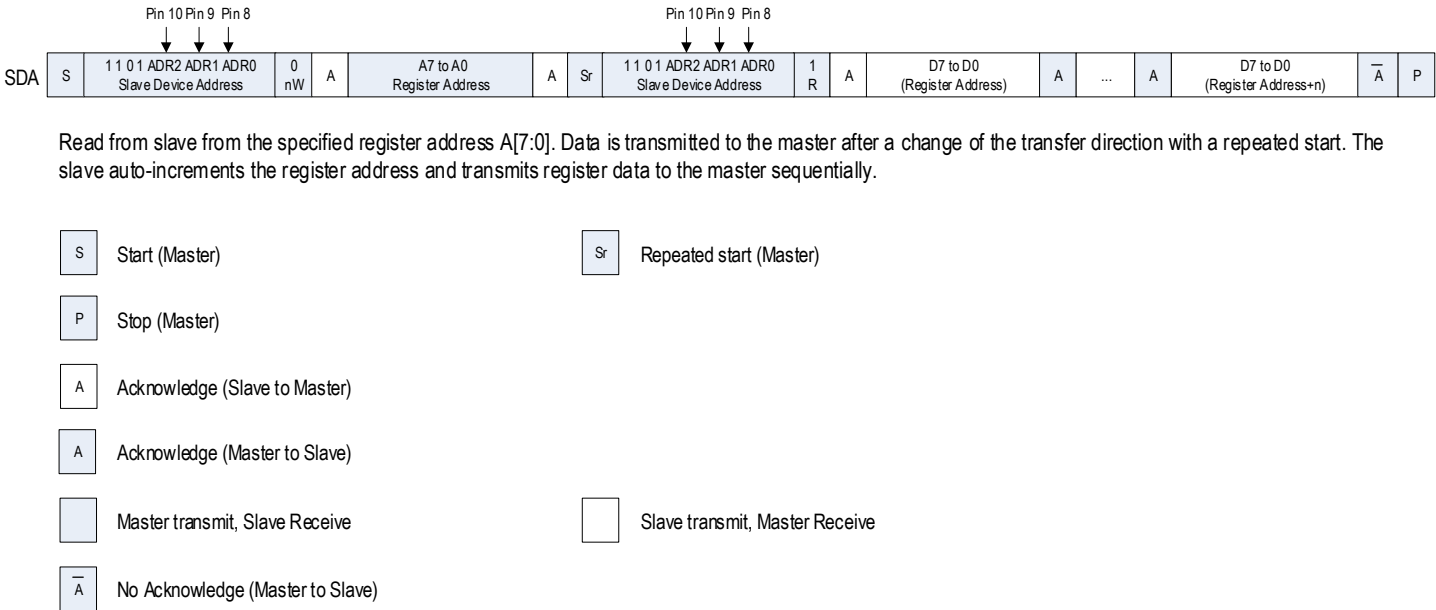 Pin 10 Pin 9 Pin 8 Pin 10 Pin 9 Pin 8
SDA S 1 1 0 1 ADR2 ADR1 ADR0 0 A A7 to A0 A Sr 1 1 0 1 ADR2 ADR1 ADR0 1 A D7 to D0 A ... A D7 to D0 A̅ P
Slave Device Address nW Register Address Slave Device Address R (Register Address) (Register Address+n)
Read from slave from the specified register address A[7:0]. Data is transmitted to the master after a change of the transfer direction with a repeated start. The
slave auto-increments the register address and transmits register data to the master sequentially.
S Start (Master) Sr Repeated start (Master)
P Stop (Master)
A Acknowledge (Slave to Master)
A Acknowledge (Master to Slave)
Master transmit, Slave Receive Slave transmit, Master Receive
A̅ No Acknowledge (Master to Slave)